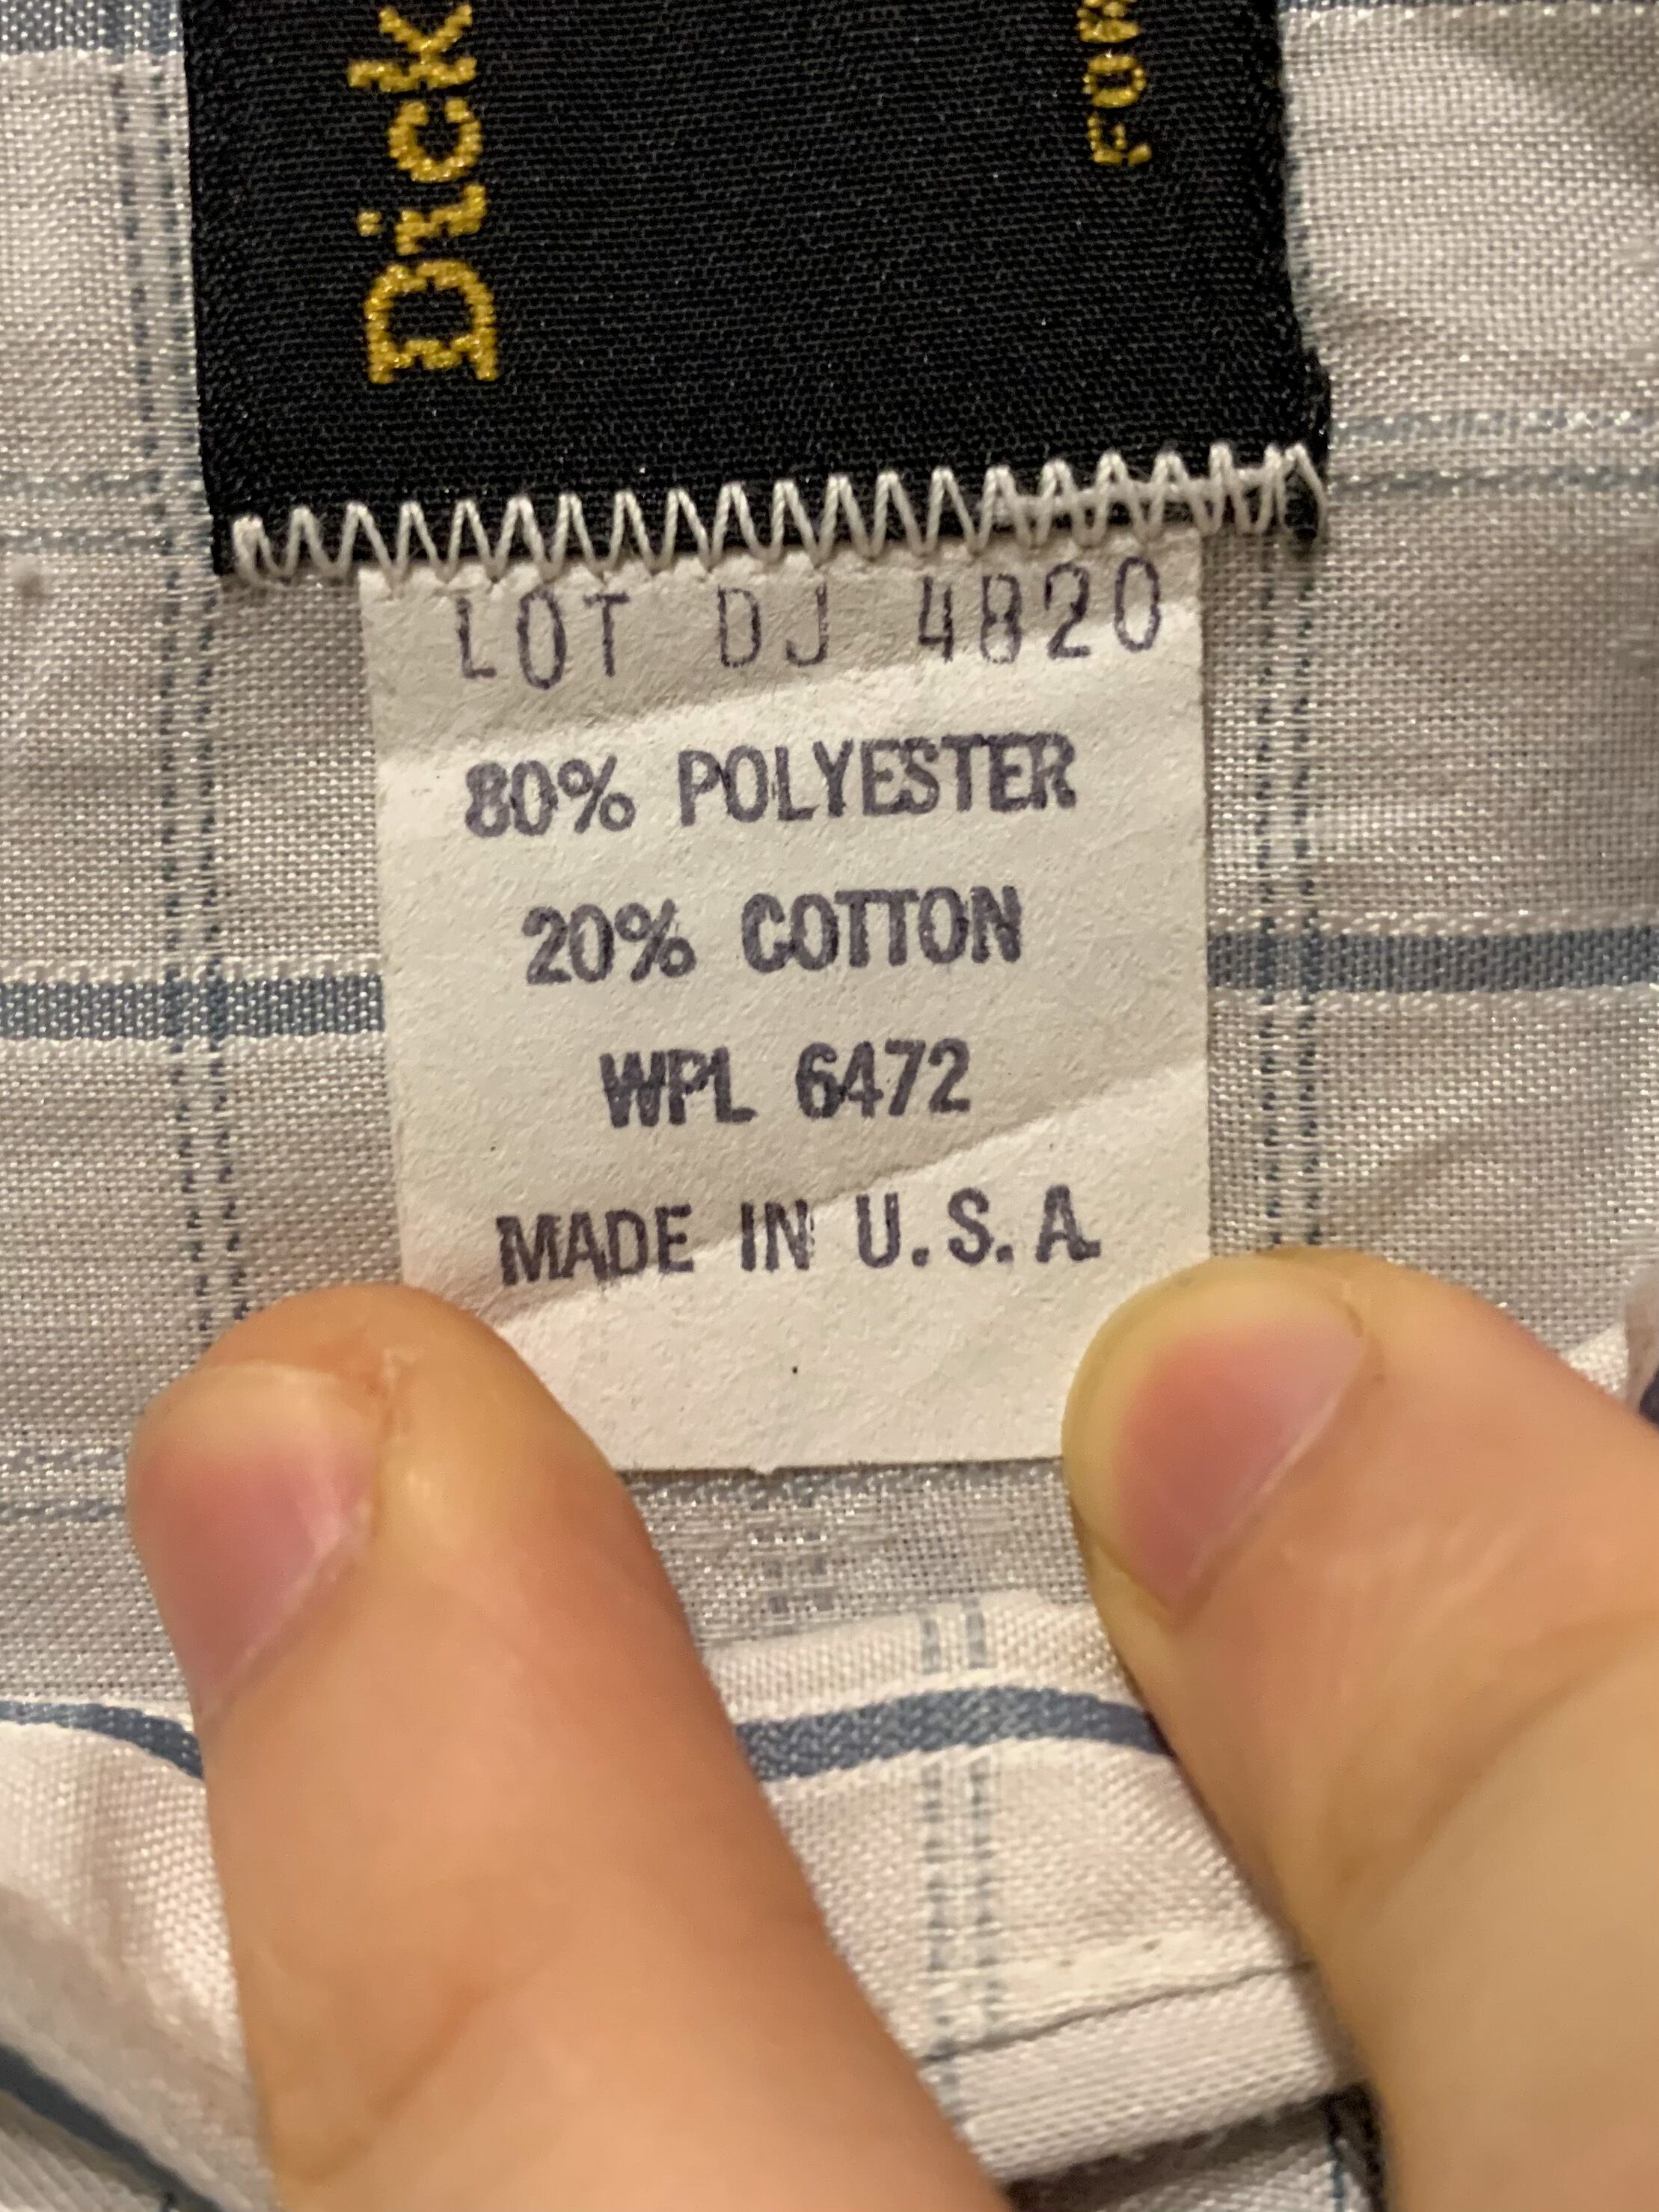 Dick
LOT DJ 4820
80% POLYESTER
20% COTTON
WPL 6472
MADE IN U.S.A.